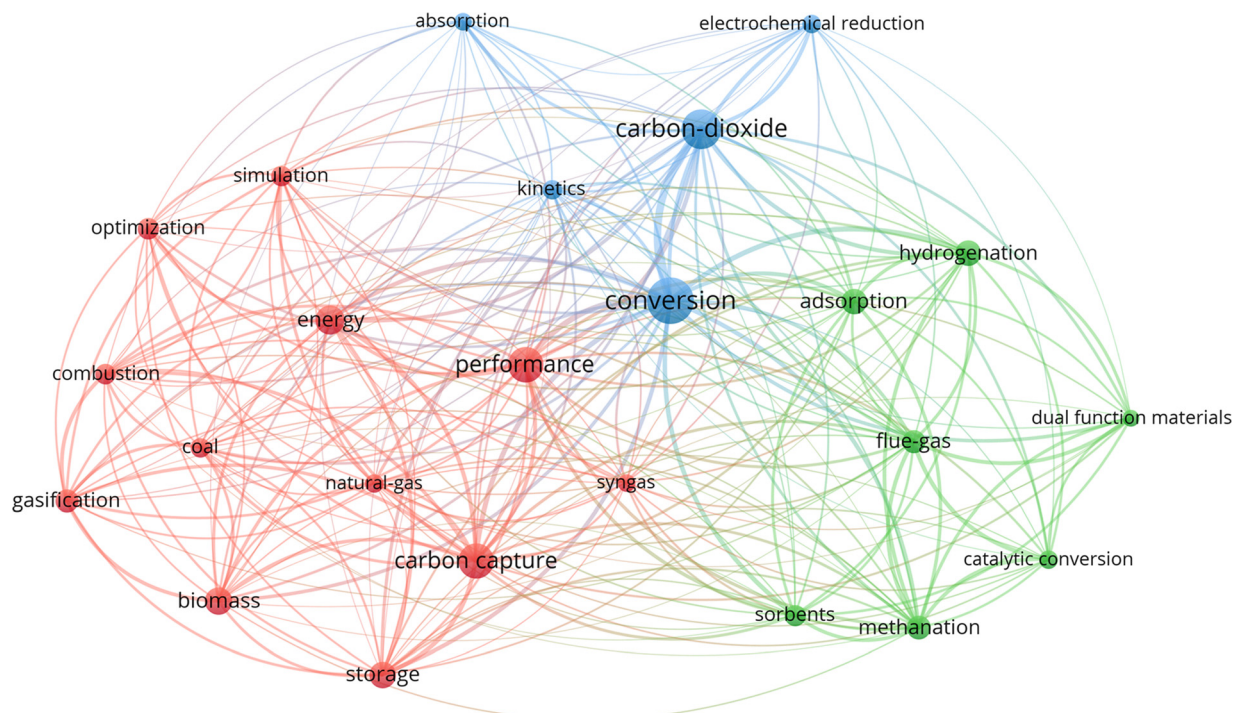 absorption
electrochemical reduction
carbon-dioxide
simulation
kinetics
optimization
hydrogenation
conversion
adsorption
energy
performance
combustion
dual function materials
coal
flue-gas
natural-gas
syngas
gasification
carbon capture
catalytic conversion
biomass
sorbents
methanation
storage